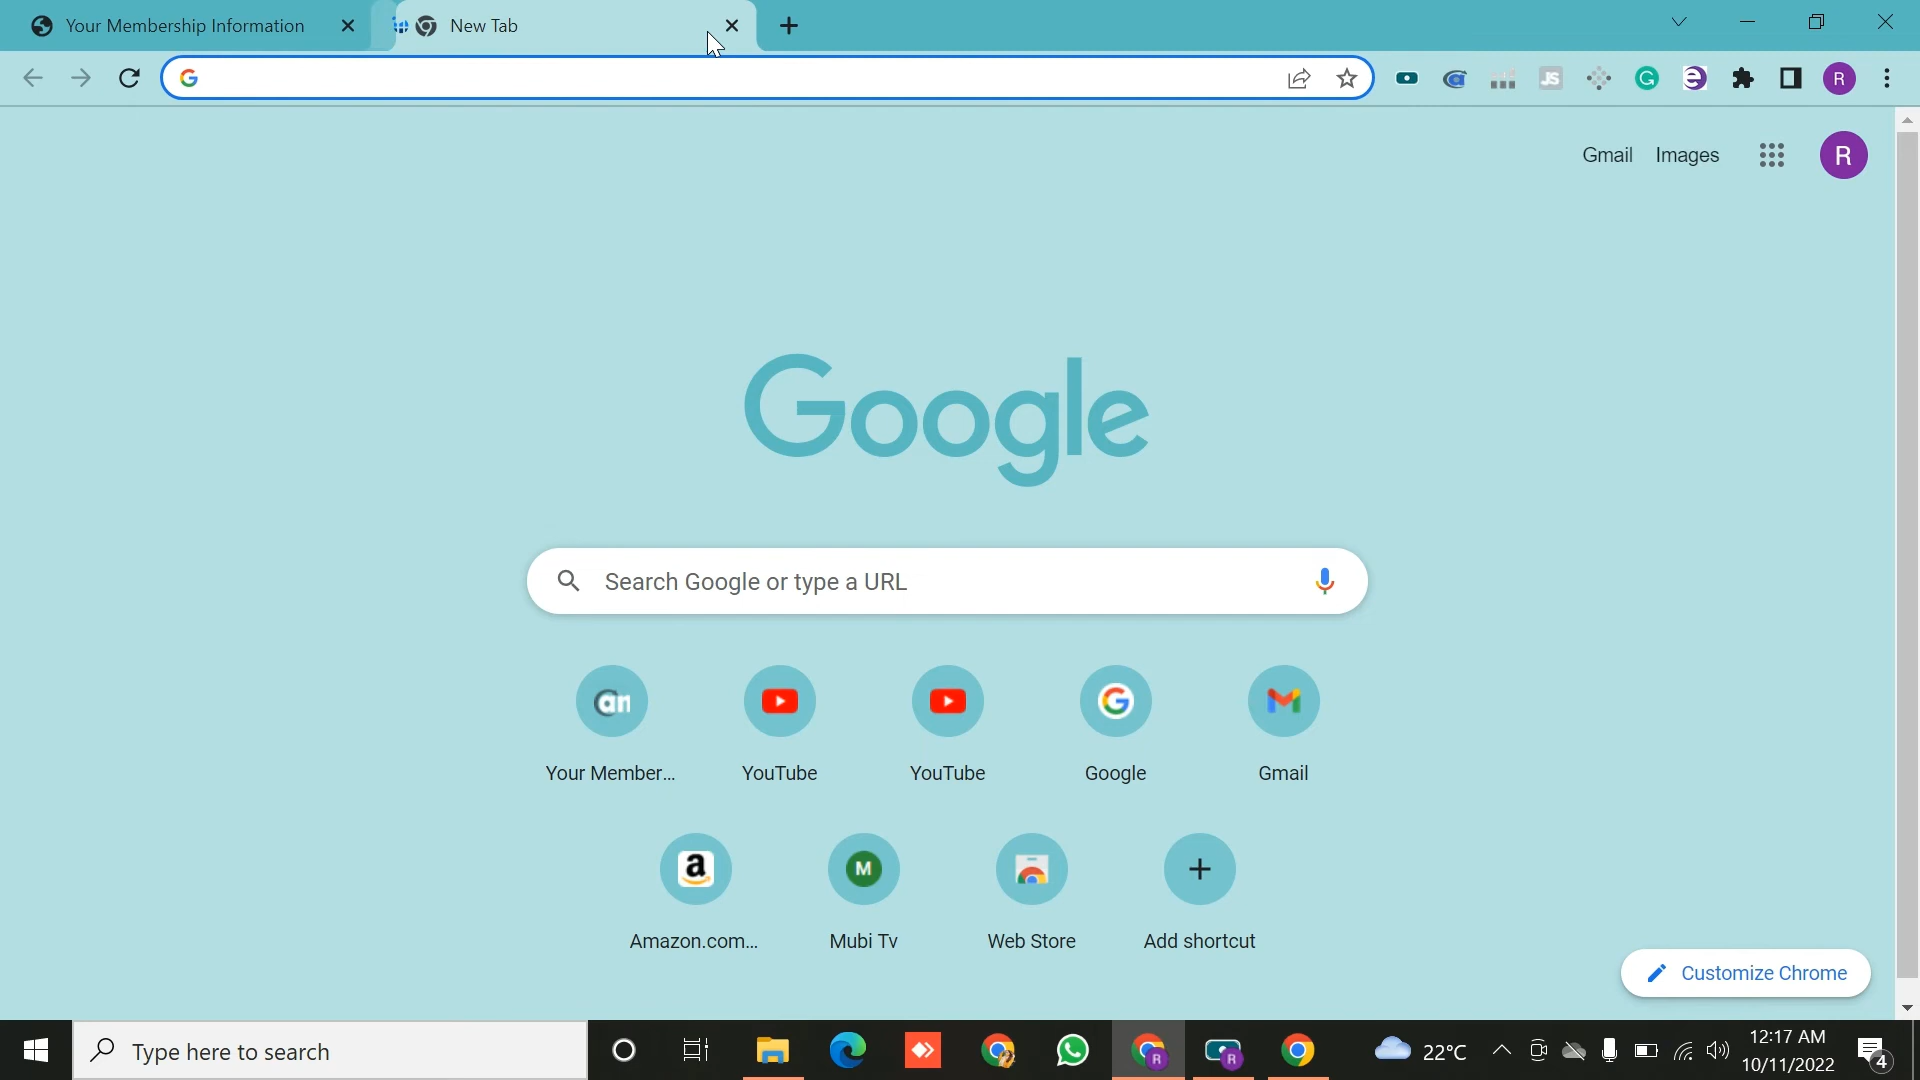 Your Membership Information
New Tab
JS
G
e
R
Gmail Images R
Google
Search Google or type a URL
an
Your Member...
YouTube
YouTube
G
Google
Gmail
a
Amazon.com...
M
Mubi Tv
Web Store
Add shortcut
Customize Chrome
Type here to search
R
R
22°C
12:17 AM
10/11/2022
4